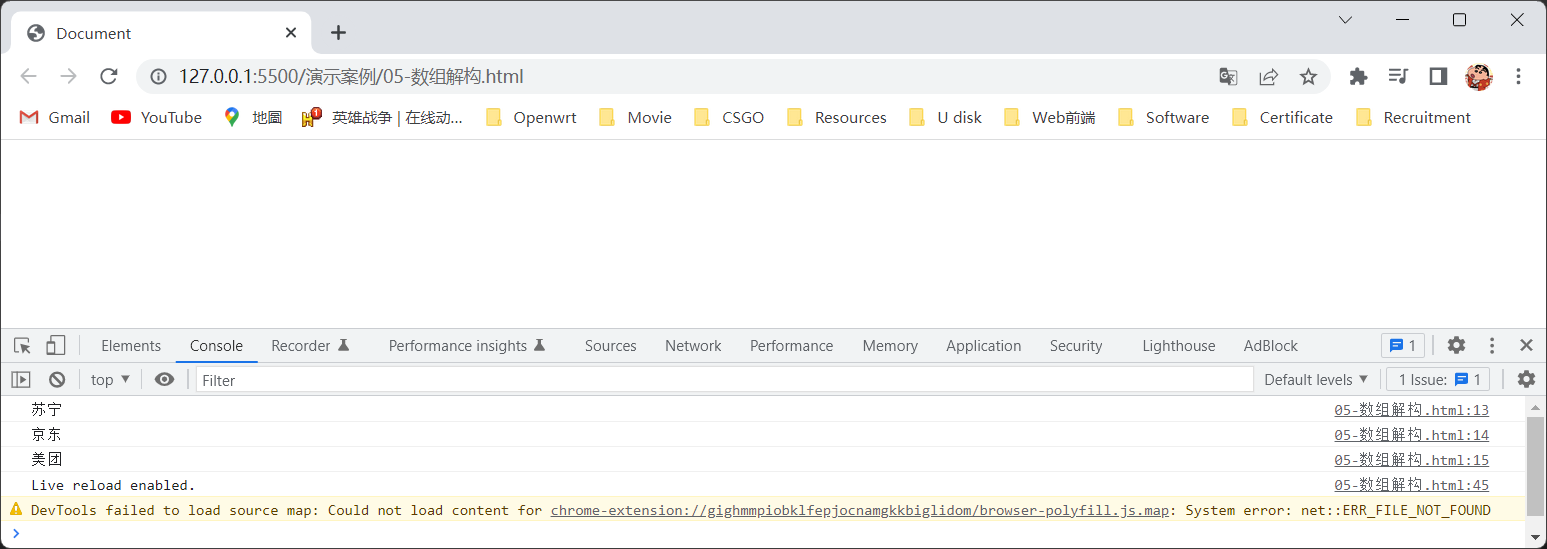 Document
127.0.0.1:5500/演示案例/05-数组解构.html
Gmail YouTube 地圖 英雄战争 | 在线动... Openwrt Movie CSGO Resources U disk Web前端 Software Certificate Recruitment
Elements Console Recorder Performance insights Sources Network Performance Memory Application Security Lighthouse AdBlock 1
top Filter Default levels 1 Issue: 1
苏宁 05-数组解构.html:13
京东 05-数组解构.html:14
美团 05-数组解构.html:15
Live reload enabled. 05-数组解构.html:45
DevTools failed to load source map: Could not load content for chrome-extension://gighmmpiobklfepjocnamgkkbiglidom/browser-polyfill.js.map: System error: net::ERR_FILE_NOT_FOUND